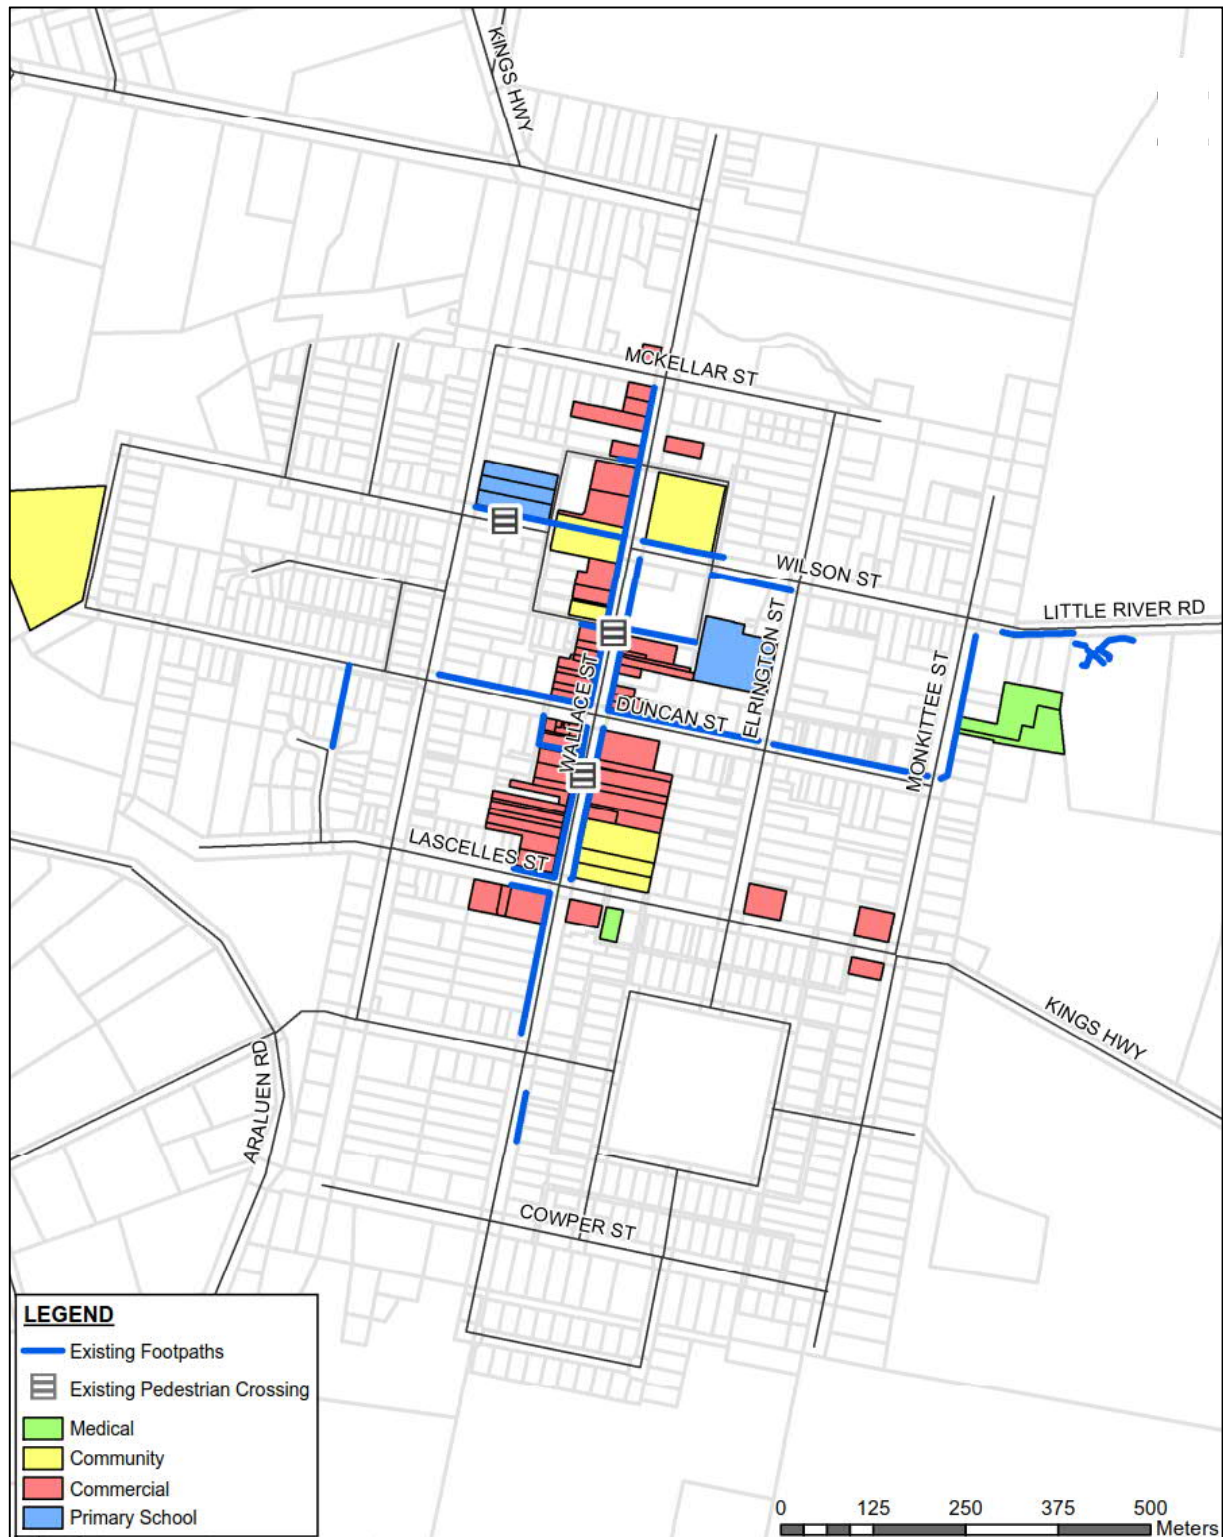 KINGS HWY
MCKELLAR ST
WILSON ST
LITTLE RIVER RD
ELRINGTON ST
WALLACE ST
DUNCAN ST
MONKITTEE ST
LASCELLES ST
KINGS HWY
ARALUEN RD
COWPER ST
LEGEND
Existing Footpaths
Existing Pedestrian Crossing
Medical
Community
Commercial
Primary School
0 125 250 375 500
Meters